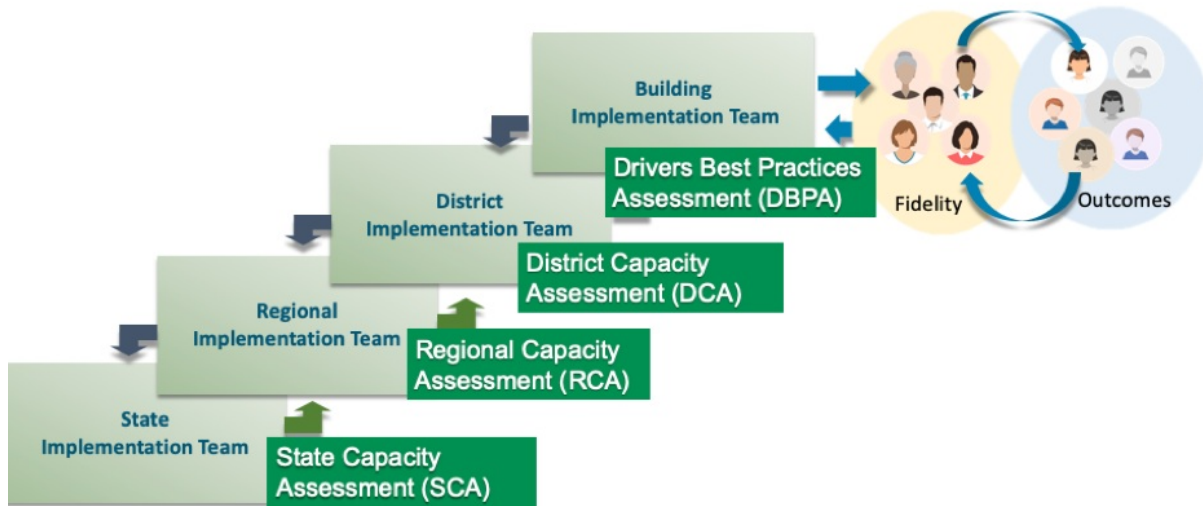 Building
Implementation Team
Drivers Best Practices
Assessment (DBPA)
Fidelity
Outcomes
District
Implementation Team
District Capacity
Assessment (DCA)
Regional
Implementation Team
Regional Capacity
Assessment (RCA)
State
Implementation Team
State Capacity
Assessment (SCA)